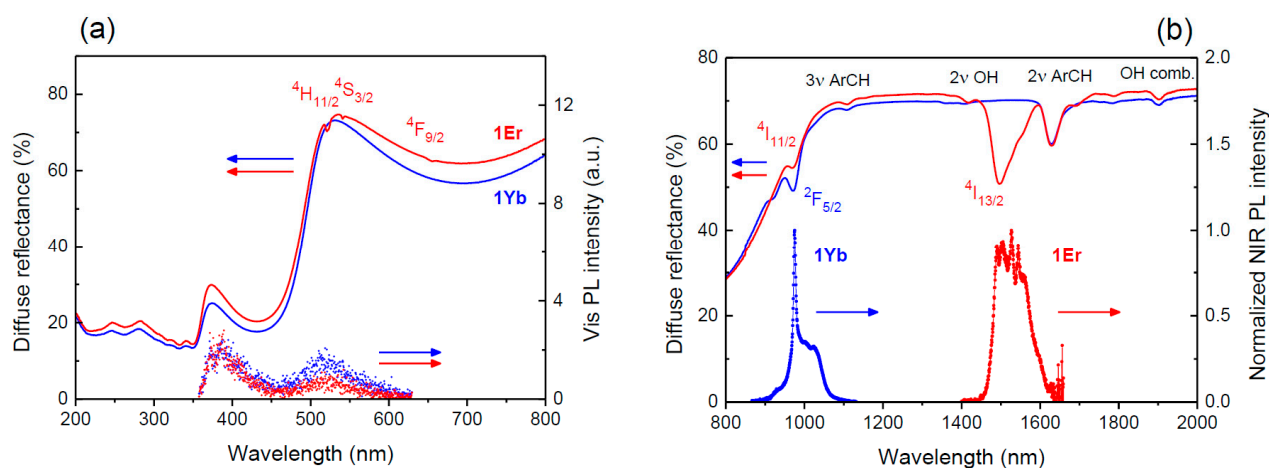 (a)
80
70
60
50
40
30
20
10
0
Diffuse reflectance (%)
⁴H₁₁/₂ ⁴S₃/₂
⁴F₉/₂
1Er
1Yb
12
8
4
0
Vis PL intensity (a.u.)
200 300 400 500 600 700 800
Wavelength (nm)
(b)
80
60
40
20
0
Diffuse reflectance (%)
3ν ArCH 2ν OH 2ν ArCH OH comb.
⁴I₁₁/₂
²F₅/₂
⁴I₁₃/₂
1Yb
1Er
2.0
1.5
1.0
0.5
0.0
Normalized NIR PL intensity
800 1000 1200 1400 1600 1800 2000
Wavelength (nm)